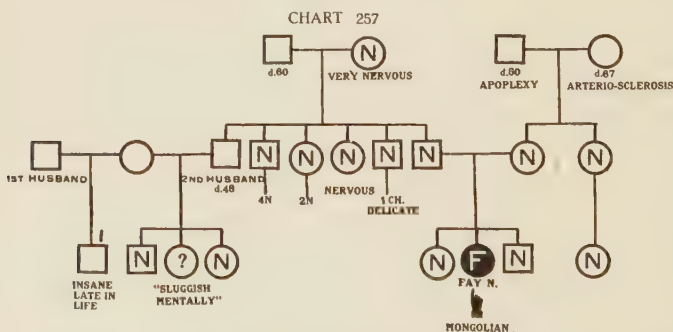 CHART 257
N
d.60
VERY NERVOUS
d.60
APOPLEXY
d.67
ARTERIO-SCLEROSIS
N N N N N N N
1ST HUSBAND
2ND HUSBAND
d.48
4N
2N
NERVOUS
1 CH.
DELICATE
1
N ? N
N F N
N
INSANE
LATE IN
LIFE
"SLUGGISH
MENTALLY"
FAY N.
MONGOLIAN